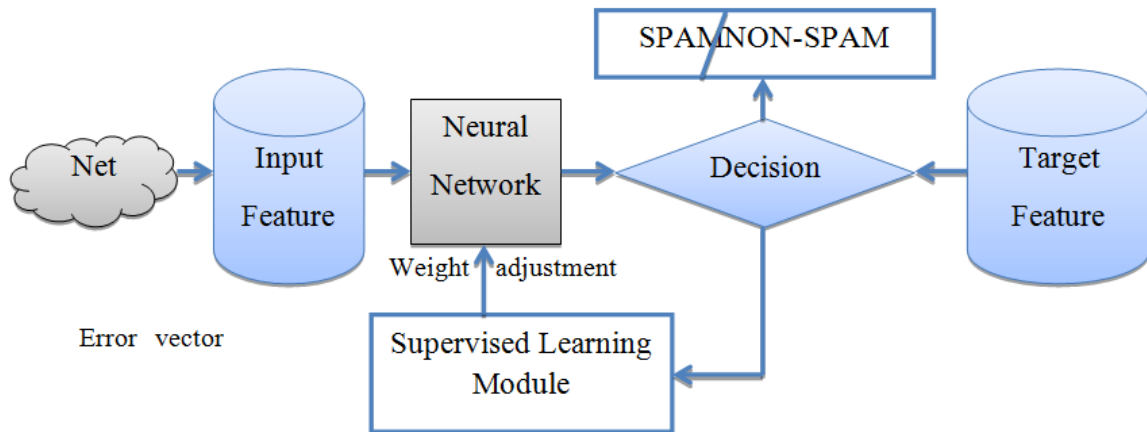 SPAM/NON-SPAM
Net
Input
Feature
Neural
Network
Decision
Target
Feature
Weight adjustment
Error vector
Supervised Learning
Module